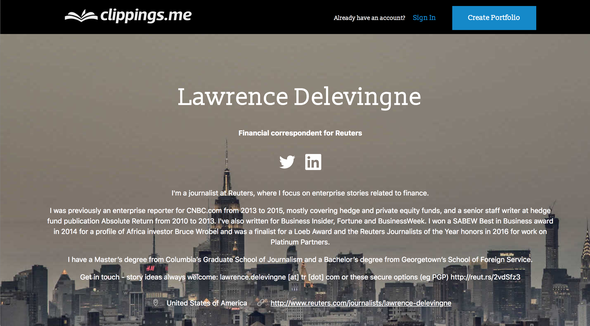 clippings.me
Already have an account? Sign In
Create Portfolio
Lawrence Delevingne
Financial correspondent for Reuters
in
I'm a journalist at Reuters, where I focus on enterprise stories related to finance.
I was previously an enterprise reporter for CNBC.com from 2013 to 2015, mostly covering hedge and private equity funds, and a senior staff writer at hedge
fund publication Absolute Return from 2010 to 2013. I've also written for Business Insider, Fortune and BusinessWeek. I won a SABEW Best in Business award
in 2014 for a profile of Africa investor Bruce Wrobel and was a finalist for a Loeb Award and the Reuters Journalists of the Year honors in 2016 for work on
Platinum Partners.
I have a Master's degree from Columbia's Graduate School of Journalism and a Bachelor's degree from Georgetown's School of Foreign Service.
Get in touch – story ideas always welcome: lawrence.delevingne [at] tr [dot] com or these secure options (eg PGP) http://reut.rs/2vdSfz3
United States of America
http://www.reuters.com/journalists/lawrence-delevingne